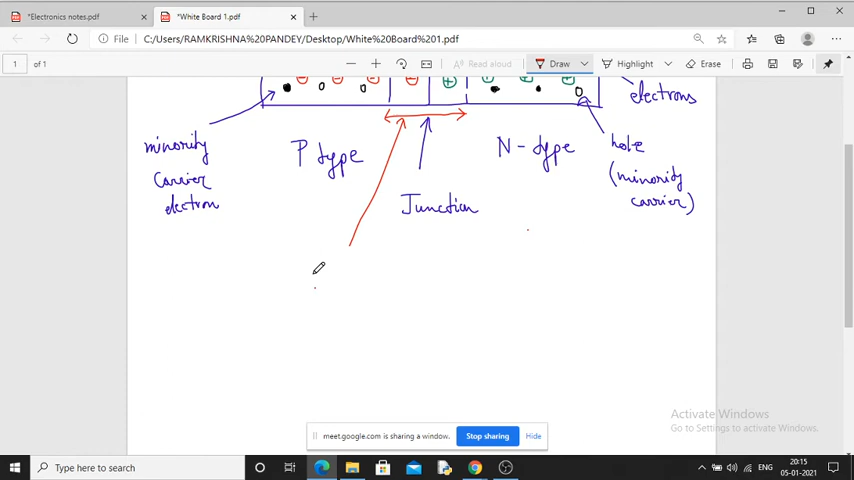 *Electronics notes.pdf
*White Board 1.pdf
File
C:/Users/RAMKRISHNA%20PANDEY/Desktop/White%20Board%201.pdf
1
of 1
Read aloud
Draw
Highlight
Erase
electrons
minority
carrier
electron
P type
Junction
N-type
hole
(minority
carrier)
Activate Windows
Go to Settings to activate Windows.
meet.google.com is sharing a window.
Stop sharing
Hide
Type here to search
ENG
20:15
05-01-2021